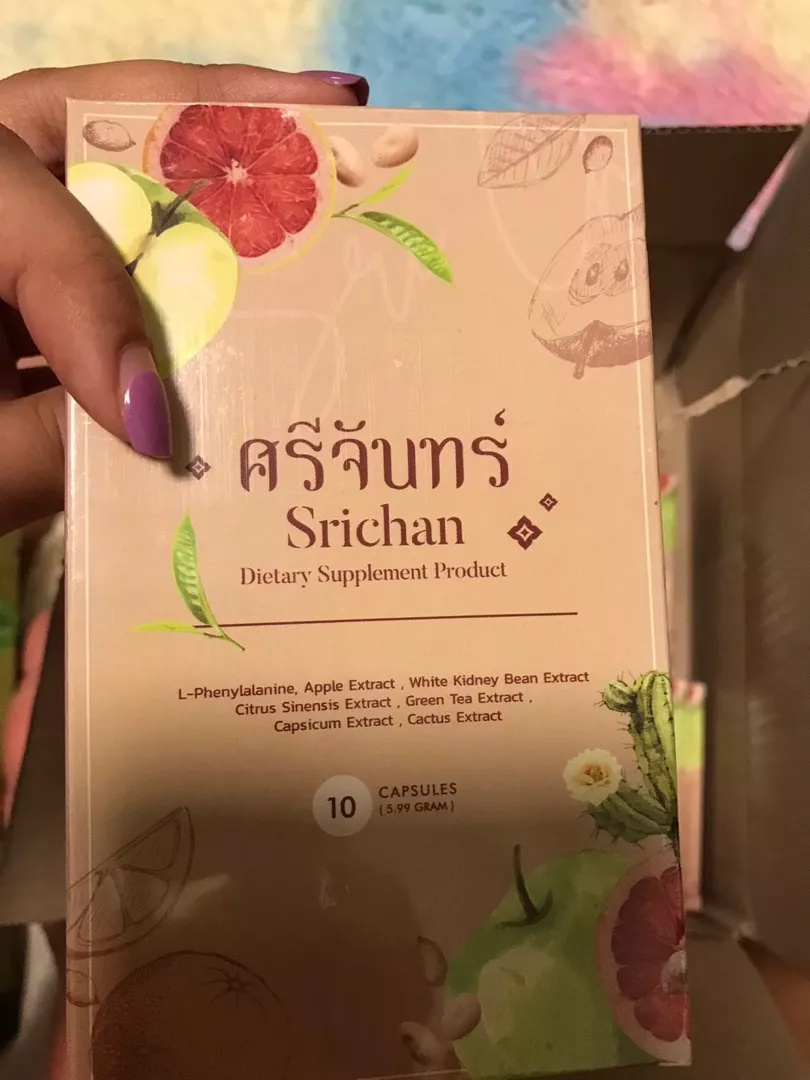 ศรีจันทร์
Srichan
Dietary Supplement Product
L-Phenylalanine, Apple Extract , White Kidney Bean Extract
Citrus Sinensis Extract , Green Tea Extract ,
Capsicum Extract , Cactus Extract
10 CAPSULES
( 5.99 GRAM )